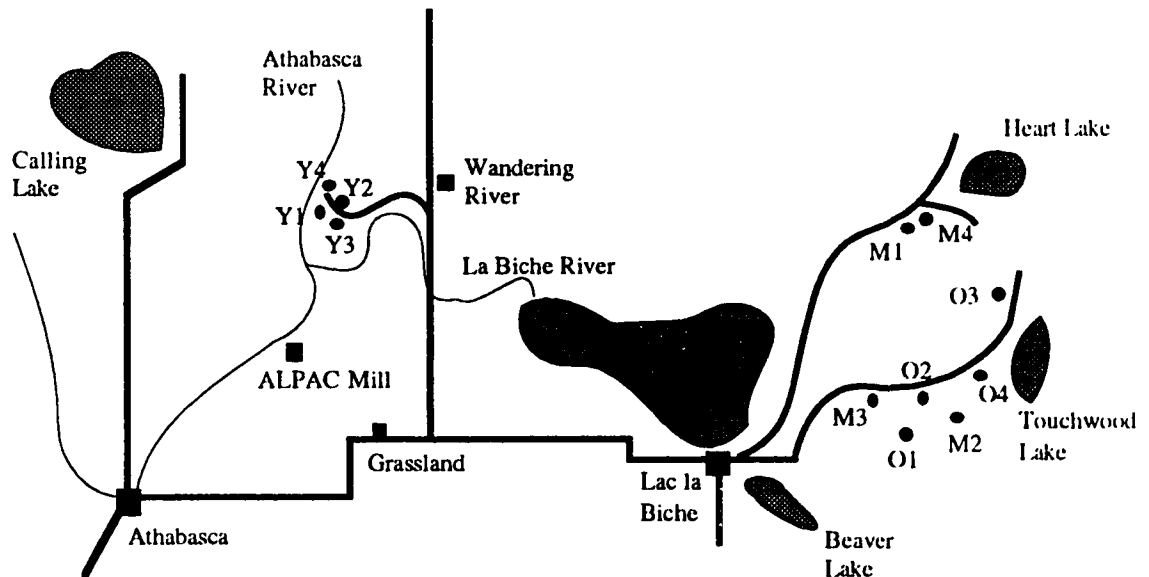 Athabasca
River
Heart Lake
Calling
Lake
Wandering
River
Y4
Y2
Y1
Y3
M4
M1
La Biche River
O3
ALPAC Mill
O2
O4
M3
M2
O1
Touchwood
Lake
Grassland
Lac la
Biche
Athabasca
Beaver
Lake